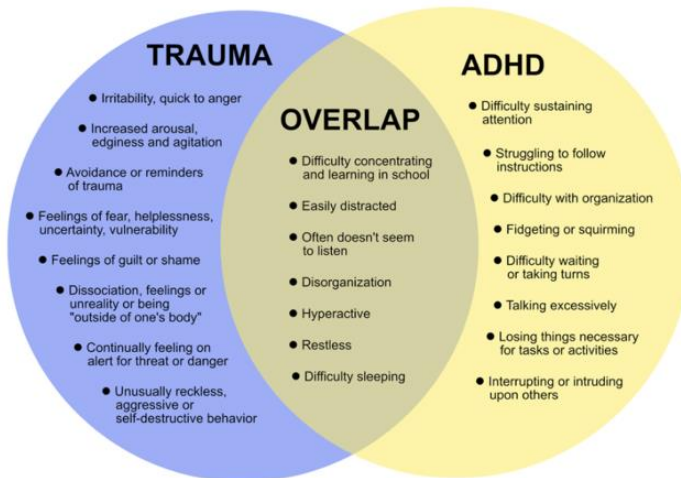 TRAUMA
● Irritability, quick to anger
● Increased arousal,
edginess and agitation
● Avoidance or reminders
of trauma
● Feelings of fear, helplessness,
uncertainty, vulnerability
● Feelings of guilt or shame
● Dissociation, feelings or
unreality or being
"outside of one's body"
● Continually feeling on
alert for threat or danger
● Unusually reckless,
aggressive or
self-destructive behavior
OVERLAP
● Difficulty concentrating
and learning in school
● Easily distracted
● Often doesn't seem
to listen
● Disorganization
● Hyperactive
● Restless
● Difficulty sleeping
ADHD
● Difficulty sustaining
attention
● Struggling to follow
instructions
● Difficulty with organization
● Fidgeting or squirming
● Difficulty waiting
or taking turns
● Talking excessively
● Losing things necessary
for tasks or activities
● Interrupting or intruding
upon others